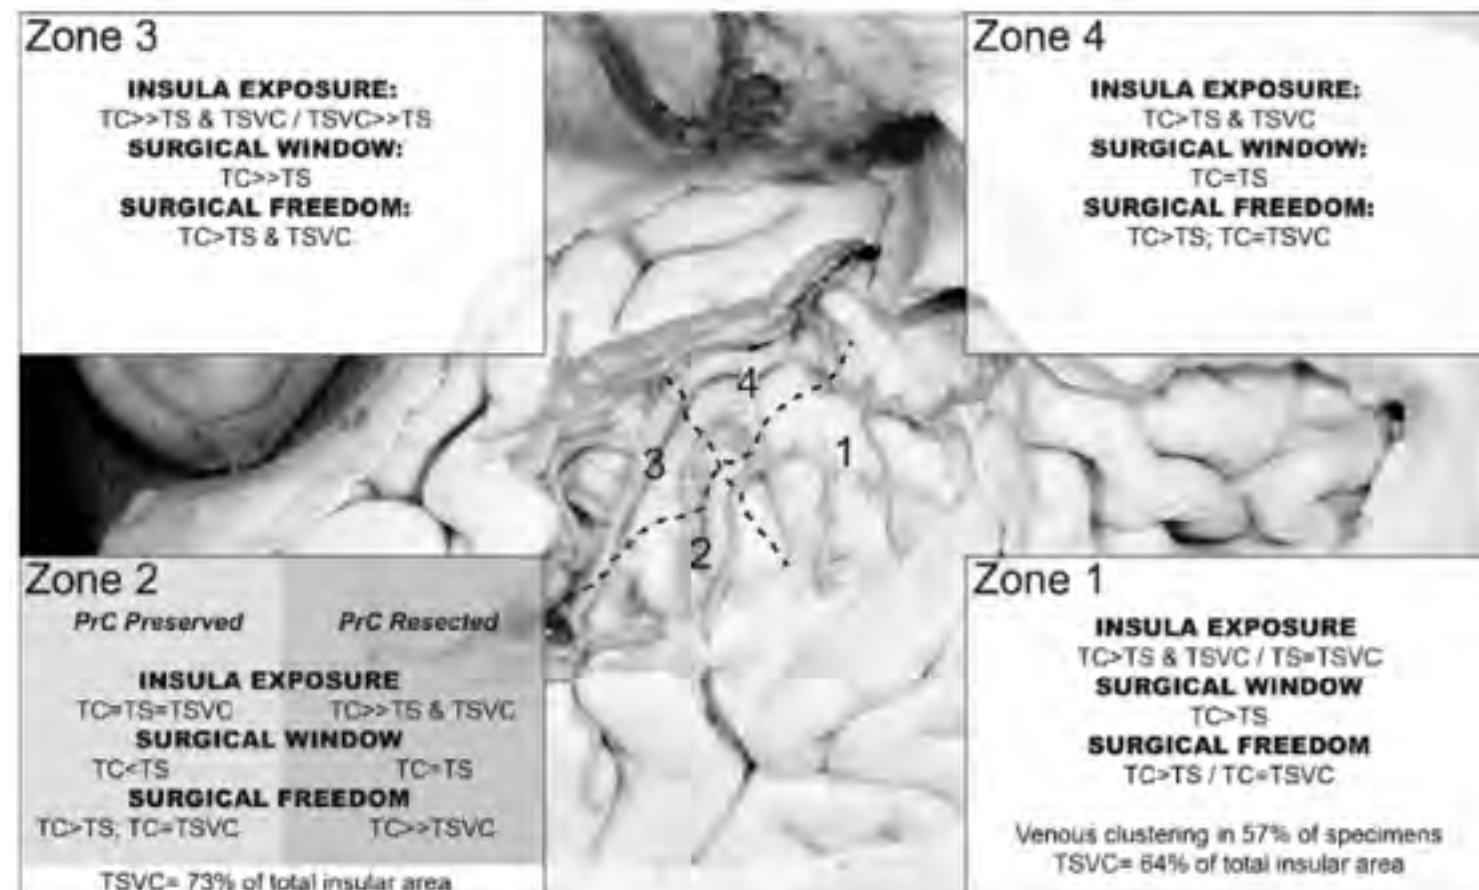 Zone 3
INSULA EXPOSURE:
TC>>TS & TSVC / TSVC>>TS
SURGICAL WINDOW:
TC>>TS
SURGICAL FREEDOM:
TC>TS & TSVC
Zone 4
INSULA EXPOSURE:
TC>TS & TSVC
SURGICAL WINDOW:
TC=TS
SURGICAL FREEDOM:
TC>TS; TC=TSVC
4
3
1
2
Zone 2
PrC Preserved
PrC Resected
INSULA EXPOSURE
TC=TS=TSVC
TC>>TS & TSVC
SURGICAL WINDOW
TC<TS
TC=TS
SURGICAL FREEDOM
TC>TS; TC=TSVC
TC>>TSVC
TSVC= 73% of total insular area
Zone 1
INSULA EXPOSURE
TC>TS & TSVC / TS=TSVC
SURGICAL WINDOW
TC>TS
SURGICAL FREEDOM
TC>TS / TC=TSVC
Venous clustering in 57% of specimens
TSVC= 64% of total insular area